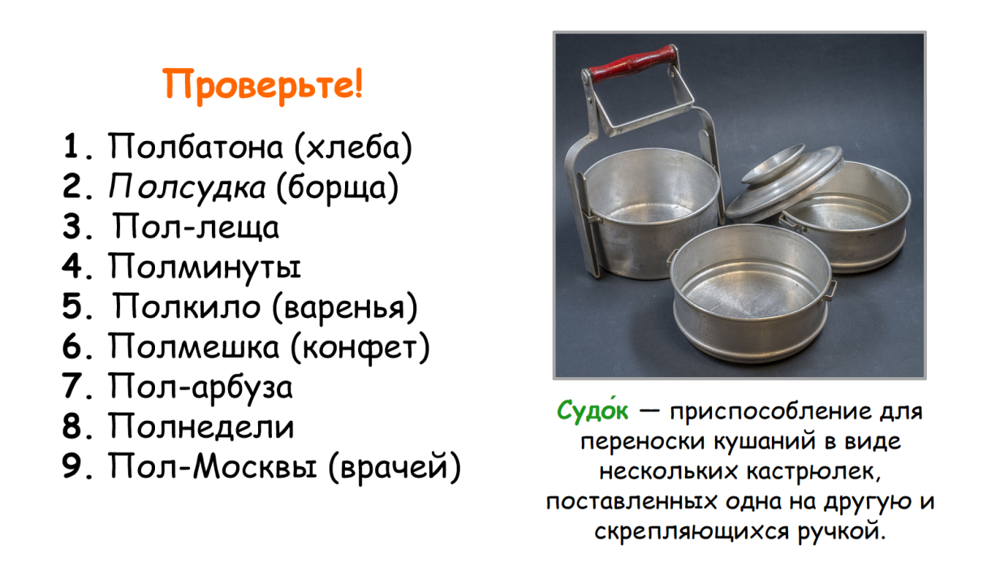 Проверьте!
1. Полбатона (хлеба)
2. Полсудка (борща)
3. Пол-леща
4. Полминуты
5. Полкило (варенья)
6. Полмешка (конфет)
7. Пол-арбуза
8. Полнедели
9. Пол-Москвы (врачей)
Судо́к — приспособление для
переноски кушаний в виде
нескольких кастрюлек,
поставленных одна на другую и
скрепляющихся ручкой.